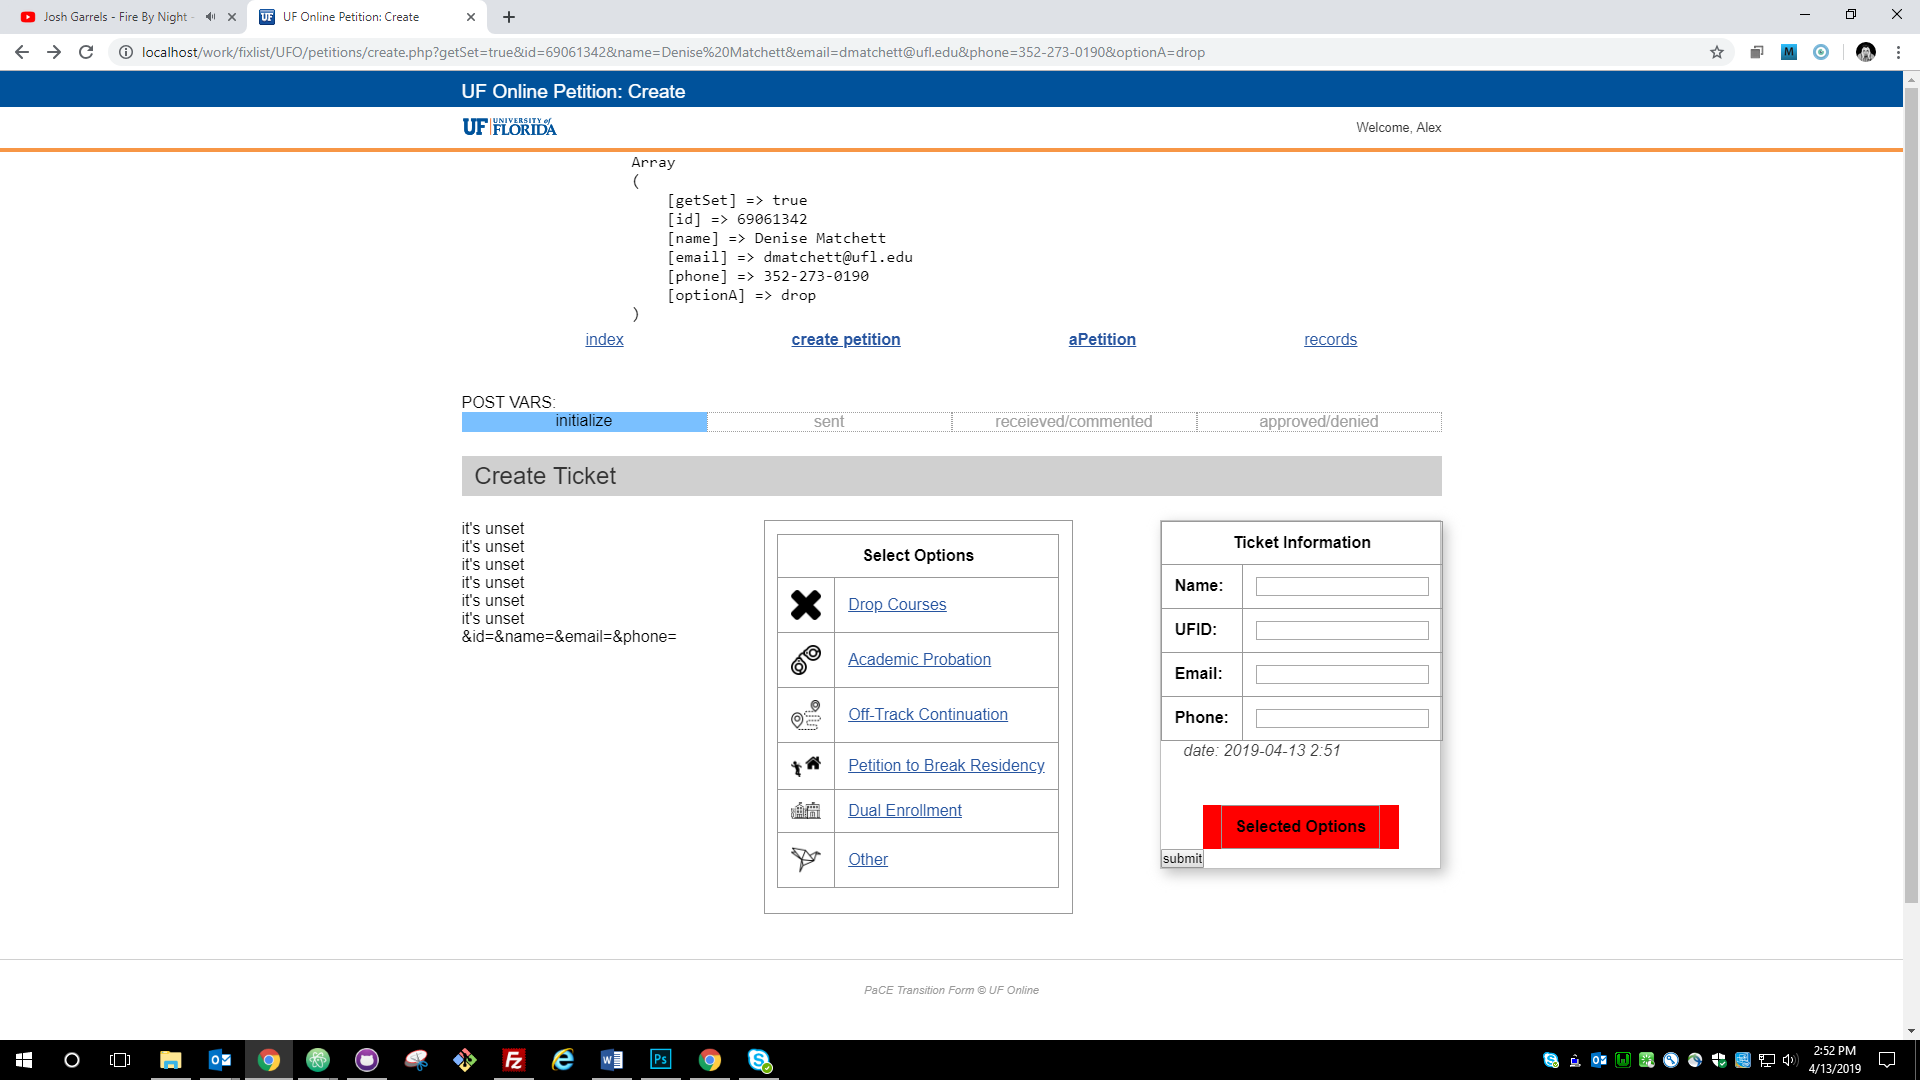 Josh Garrels - Fire By Night -
UF Online Petition: Create
localhost/work/fixlist/UFO/petitions/create.php?getSet=true&id=69061342&name=Denise%20Matchett&email=dmatchett@ufl.edu&phone=352-273-0190&optionA=drop
UF Online Petition: Create
UF UNIVERSITY of FLORIDA
Welcome, Alex
Array
(
[getSet] => true
[id] => 69061342
[name] => Denise Matchett
[email] => dmatchett@ufl.edu
[phone] => 352-273-0190
[optionA] => drop
)
index
create petition
aPetition
records
POST VARS:
initialize
sent
receieved/commented
approved/denied
Create Ticket
it's unset
it's unset
it's unset
it's unset
it's unset
it's unset
&id=&name=&email=&phone=
Select Options
Drop Courses
Academic Probation
Off-Track Continuation
Petition to Break Residency
Dual Enrollment
Other
Ticket Information
Name:
UFID:
Email:
Phone:
date: 2019-04-13 2:51
Selected Options
submit
PaCE Transition Form © UF Online
2:52 PM
4/13/2019